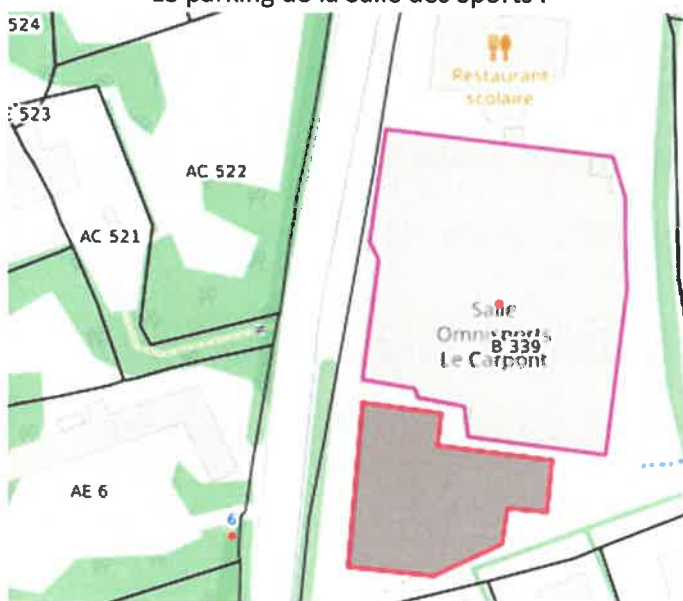 Le parking de la Salle des Sports :
524
Restaurant
scolaire
523
AC 522
AC 521
Salle
Omnisports
B 339
Le Carpont
AE 6
6